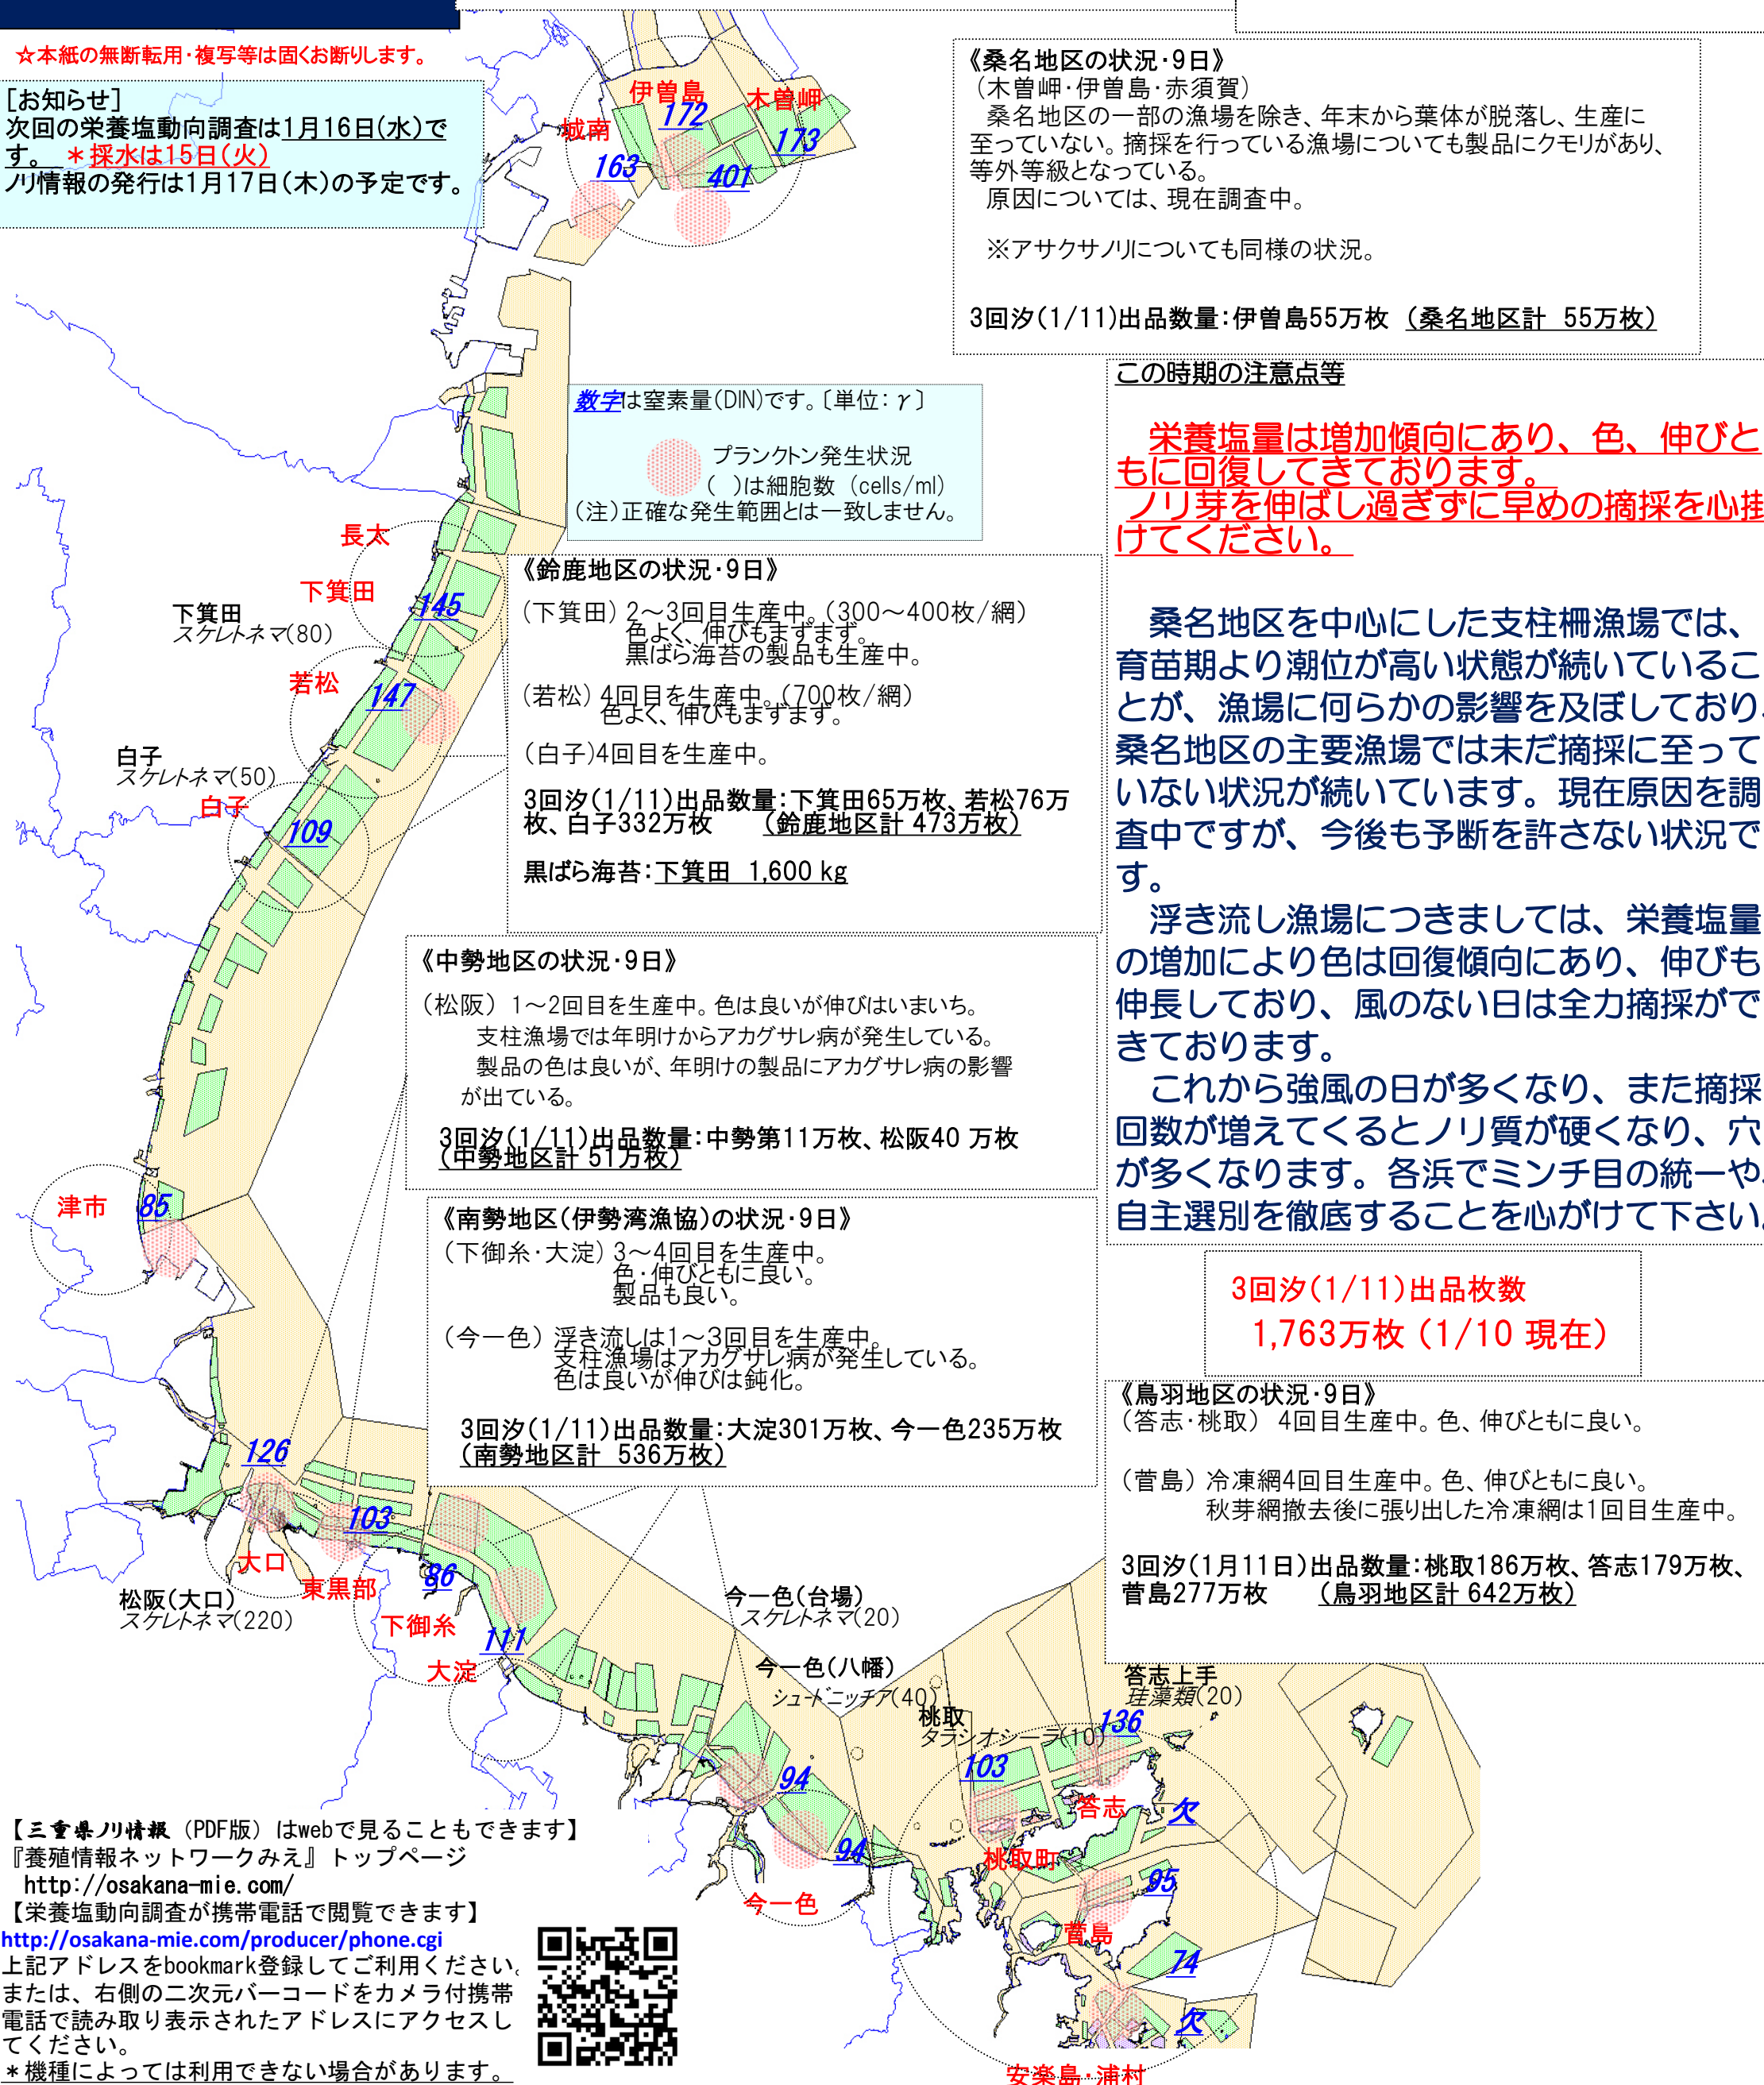 ☆本紙の無断転用・複写等は固くお断りします。
[お知らせ]
次回の栄養塩動向調査は1月16日(水)で
す。 ＊採水は15日(火)
ノリ情報の発行は1月17日(木)の予定です。
伊曽島
172
木曽岬
173
城南
163
401
《桑名地区の状況・9日》
（木曽岬・伊曽島・赤須賀）
桑名地区の一部の漁場を除き、年末から葉体が脱落し、生産に
至っていない。摘採を行っている漁場についても製品にクモリがあり、
等外等級となっている。
原因については、現在調査中。
※アサクサノリについても同様の状況。
3回汐(1/11)出品数量：伊曽島55万枚 （桑名地区計 55万枚）
数字は窒素量(DIN)です。〔単位：γ〕
プランクトン発生状況
（ ）は細胞数 (cells/ml)
(注)正確な発生範囲とは一致しません。
この時期の注意点等
栄養塩量は増加傾向にあり、色、伸びと
もに回復してきております。
ノリ芽を伸ばし過ぎずに早めの摘採を心掛
けてください。
桑名地区を中心にした支柱柵漁場では、
育苗期より潮位が高い状態が続いているこ
とが、漁場に何らかの影響を及ぼしており、
桑名地区の主要漁場では未だ摘採に至って
いない状況が続いています。現在原因を調
査中ですが、今後も予断を許さない状況で
す。
浮き流し漁場につきましては、栄養塩量
の増加により色は回復傾向にあり、伸びも
伸長しており、風のない日は全力摘採がで
きております。
これから強風の日が多くなり、また摘採
回数が増えてくるとノリ質が硬くなり、穴
が多くなります。各浜でミンチ目の統一や、
自主選別を徹底することを心がけて下さい。
長太
下箕田
145
下箕田
スケレトネマ(80)
若松
147
白子
スケレトネマ(50)
白子
109
《鈴鹿地区の状況・9日》
（下箕田）2～3回目生産中。(300～400枚/網)
色よく、伸びもまずまず。
黒ばら海苔の製品も生産中。
（若松）4回目を生産中。(700枚/網)
色よく、伸びもまずまず。
（白子)4回目を生産中。
3回汐(1/11)出品数量：下箕田65万枚、若松76万
枚、白子332万枚 （鈴鹿地区計 473万枚）
黒ばら海苔：下箕田 1,600 kg
《中勢地区の状況・9日》
（松阪）1～2回目を生産中。色は良いが伸びはいまいち。
支柱漁場では年明けからアカグサレ病が発生している。
製品の色は良いが、年明けの製品にアカグサレ病の影響
が出ている。
3回汐(1/11)出品数量：中勢第11万枚、松阪40 万枚
（中勢地区計 51万枚）
津市
85
《南勢地区(伊勢湾漁協)の状況・9日》
（下御糸・大淀）3～4回目を生産中。
色・伸びともに良い。
製品も良い。
（今一色）浮き流しは1～3回目を生産中。
支柱漁場はアカグサレ病が発生している。
色は良いが伸びは鈍化。
3回汐(1/11)出品数量：大淀301万枚、今一色235万枚
（南勢地区計 536万枚）
3回汐(1/11)出品枚数
1,763万枚 (1/10 現在)
《鳥羽地区の状況・9日》
（答志・桃取） 4回目生産中。色、伸びともに良い。
（菅島）冷凍網4回目生産中。色、伸びともに良い。
秋芽網撤去後に張り出した冷凍網は1回目生産中。
3回汐(1月11日)出品数量：桃取186万枚、答志179万枚、
菅島277万枚 （鳥羽地区計 642万枚）
126
103
大口
東黒部
86
松阪(大口)
スケレトネマ(220)
下御糸
111
大淀
今一色(台場)
スケレトネマ(20)
今一色(八幡)
シュードニッチア(40)
答志上手
珪藻類(20)
桃取
タラシオシーラ(10)
136
103
94
答志
欠
94
桃取町
95
今一色
菅島
74
欠
安楽島・浦村
【三重県ノリ情報（PDF版）はwebで見ることもできます】
『養殖情報ネットワークみえ』トップページ
http://osakana-mie.com/
【栄養塩動向調査が携帯電話で閲覧できます】
http://osakana-mie.com/producer/phone.cgi
上記アドレスをbookmark登録してご利用ください。
または、右側の二次元バーコードをカメラ付携帯
電話で読み取り表示されたアドレスにアクセスし
てください。
＊機種によっては利用できない場合があります。